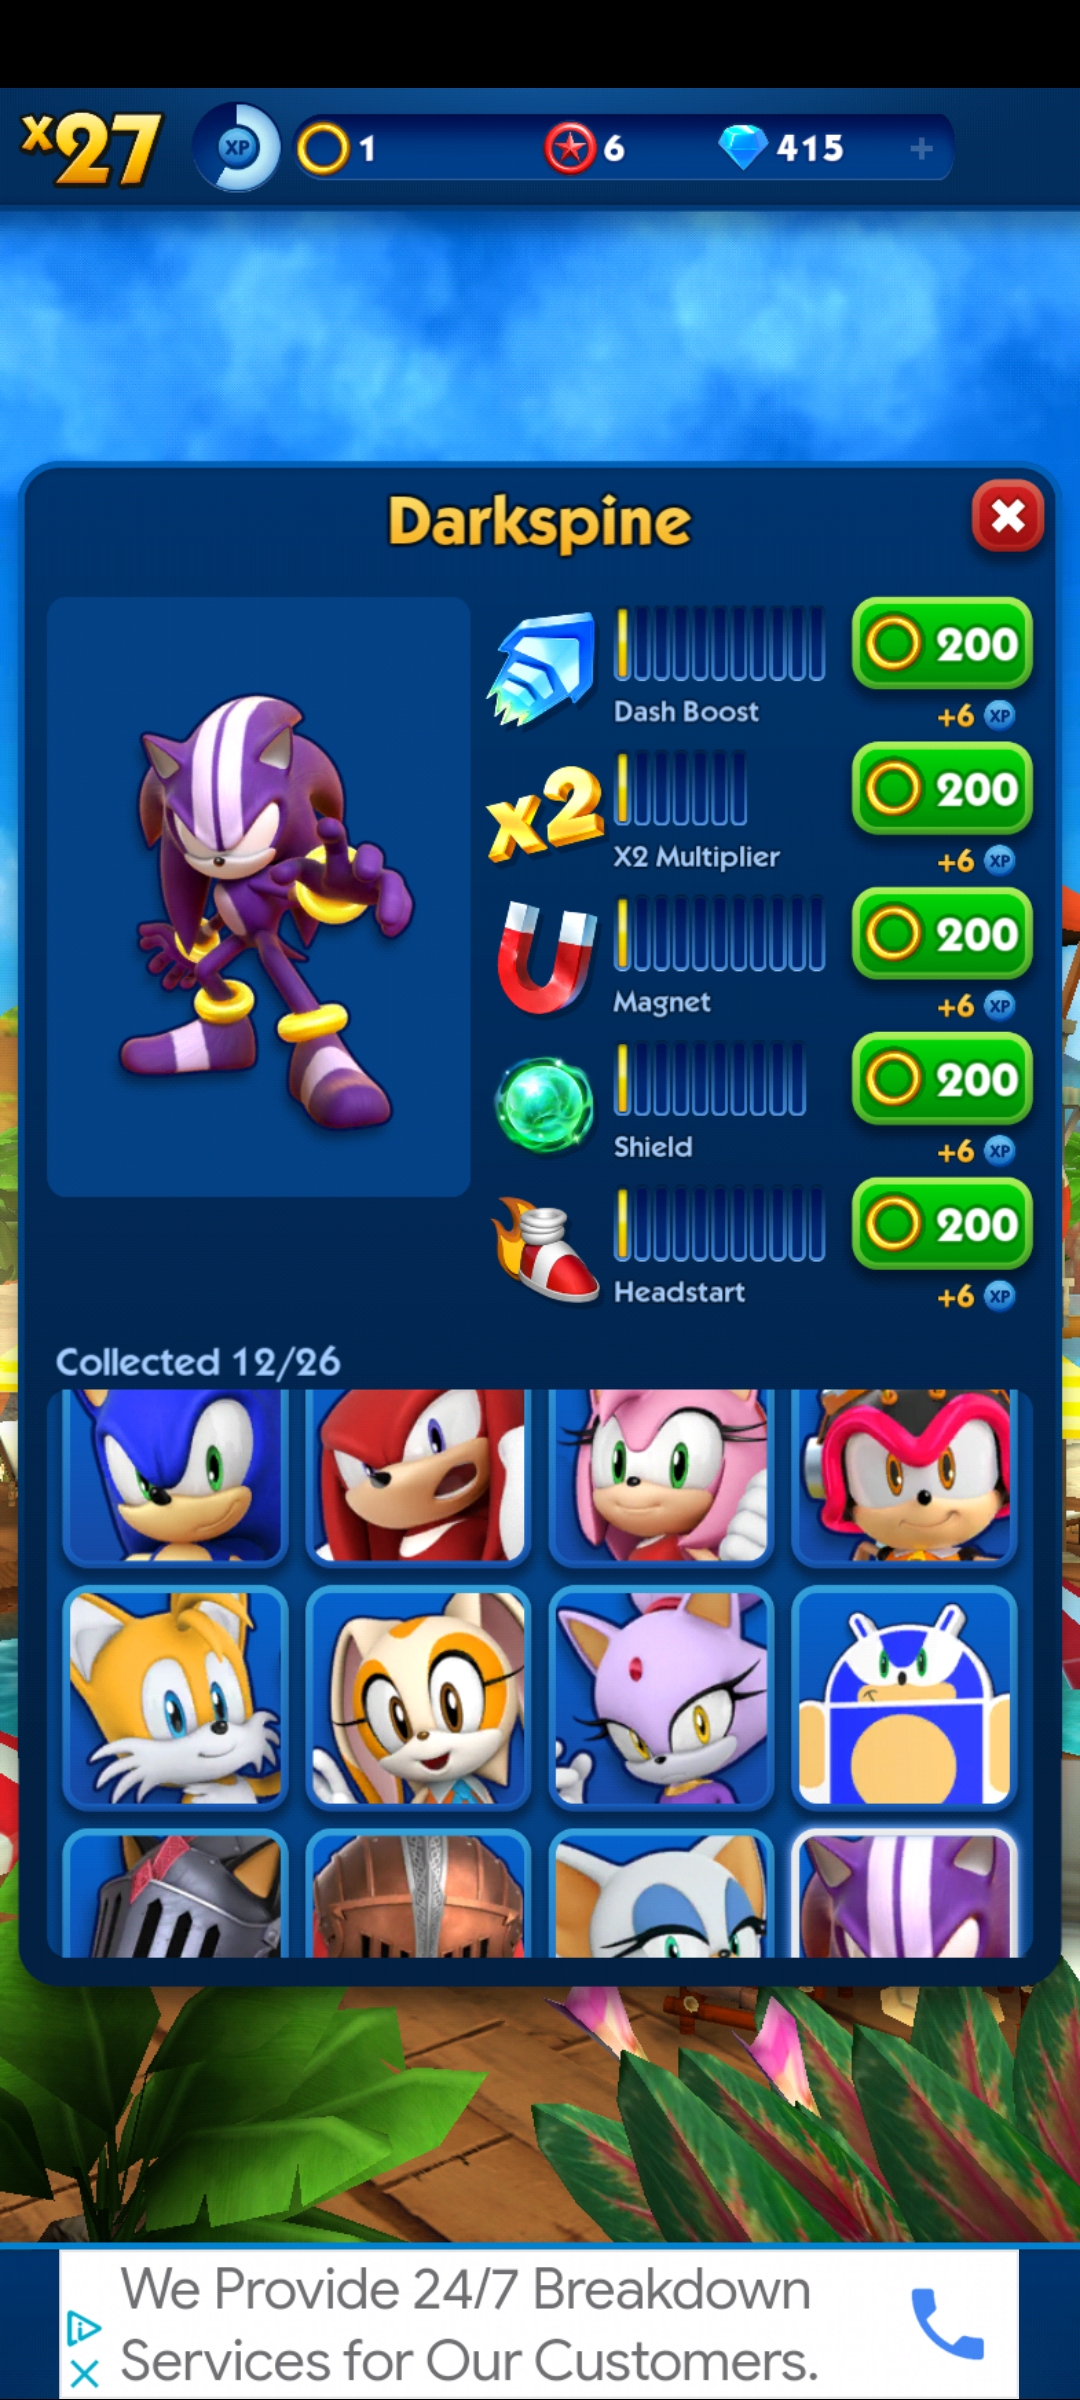 x27
XP
1
6
415
+
Darkspine
200
Dash Boost
+6 XP
x2
200
X2 Multiplier
+6 XP
200
Magnet
+6 XP
200
Shield
+6 XP
200
Headstart
+6 XP
Collected 12/26
We Provide 24/7 Breakdown
Services for Our Customers.